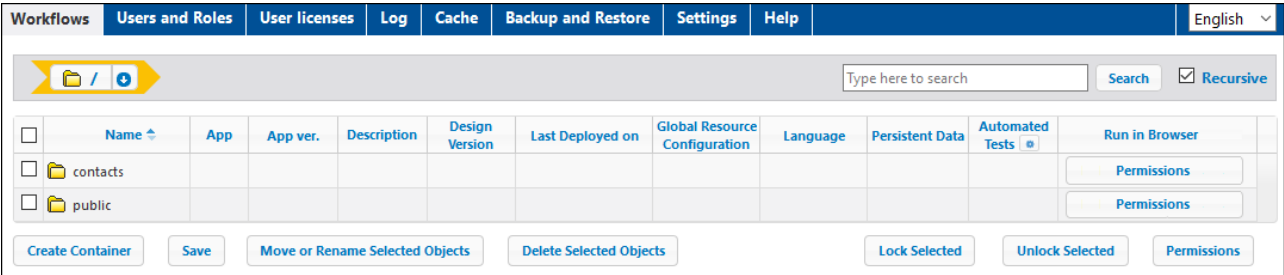 Workflows Users and Roles User licenses Log Cache Backup and Restore Settings Help English
/ Type here to search Search Recursive
Name App App ver. Description Design Version Last Deployed on Global Resource Configuration Language Persistent Data Automated Tests Run in Browser
contacts Permissions
public Permissions
Create Container Save Move or Rename Selected Objects Delete Selected Objects Lock Selected Unlock Selected Permissions